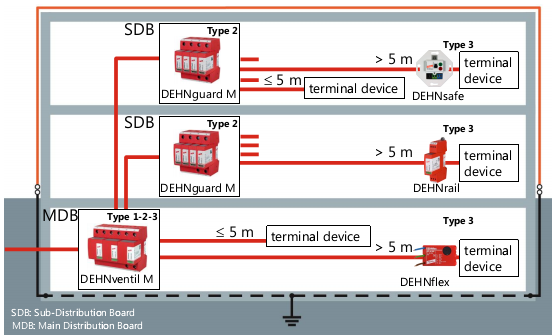 SDB
Type 2
DEHNguard M
> 5 m
≤ 5 m
terminal device
Type 3
DEHNsafe
terminal
device
SDB
Type 2
DEHNguard M
> 5 m
Type 3
DEHNrail
terminal
device
MDB
Type 1-2-3
DEHNventil M
≤ 5 m
terminal device
> 5 m
Type 3
DEHNflex
terminal
device
SDB: Sub-Distribution Board
MDB: Main Distribution Board